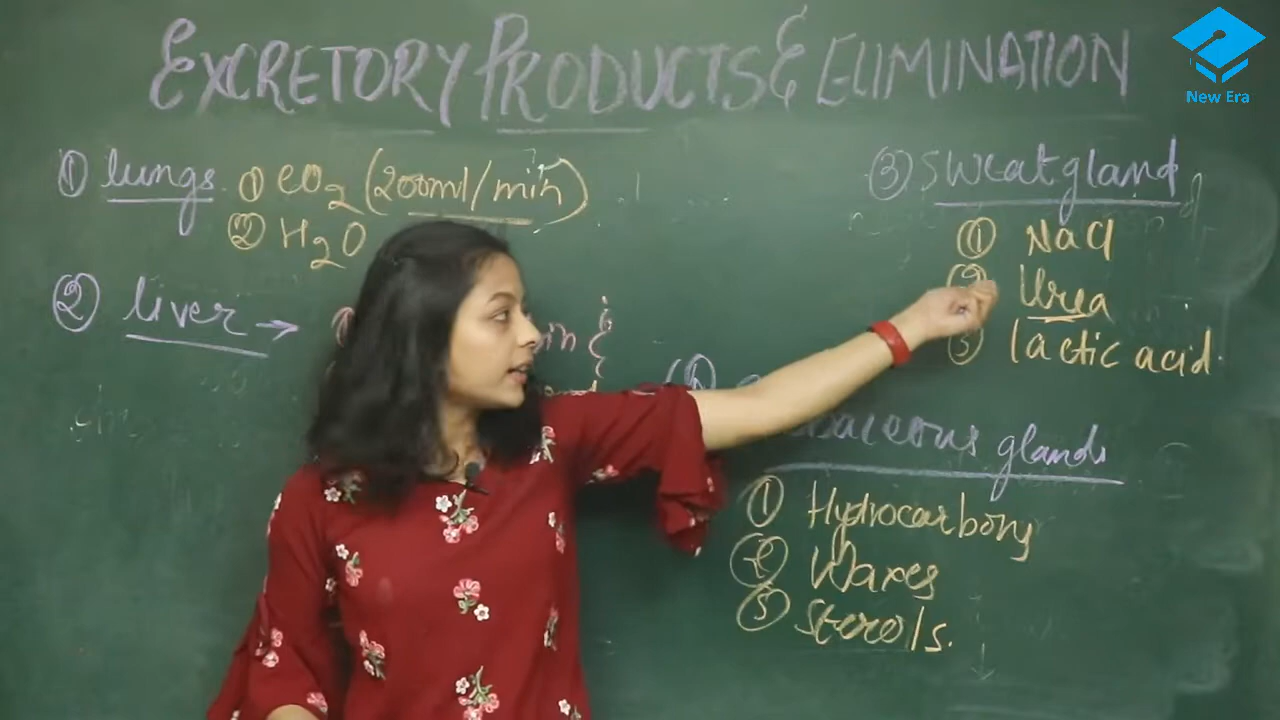 EXCRETORY PRODUCTS & ELIMINATION
New Era
① lungs ① CO2 (200ml/min)
② H2O
② liver →
③ Sweat gland
① NaCl
② Urea
③ lactic acid
glands
① Hydrocarbons
② Waxes
③ Sterols.